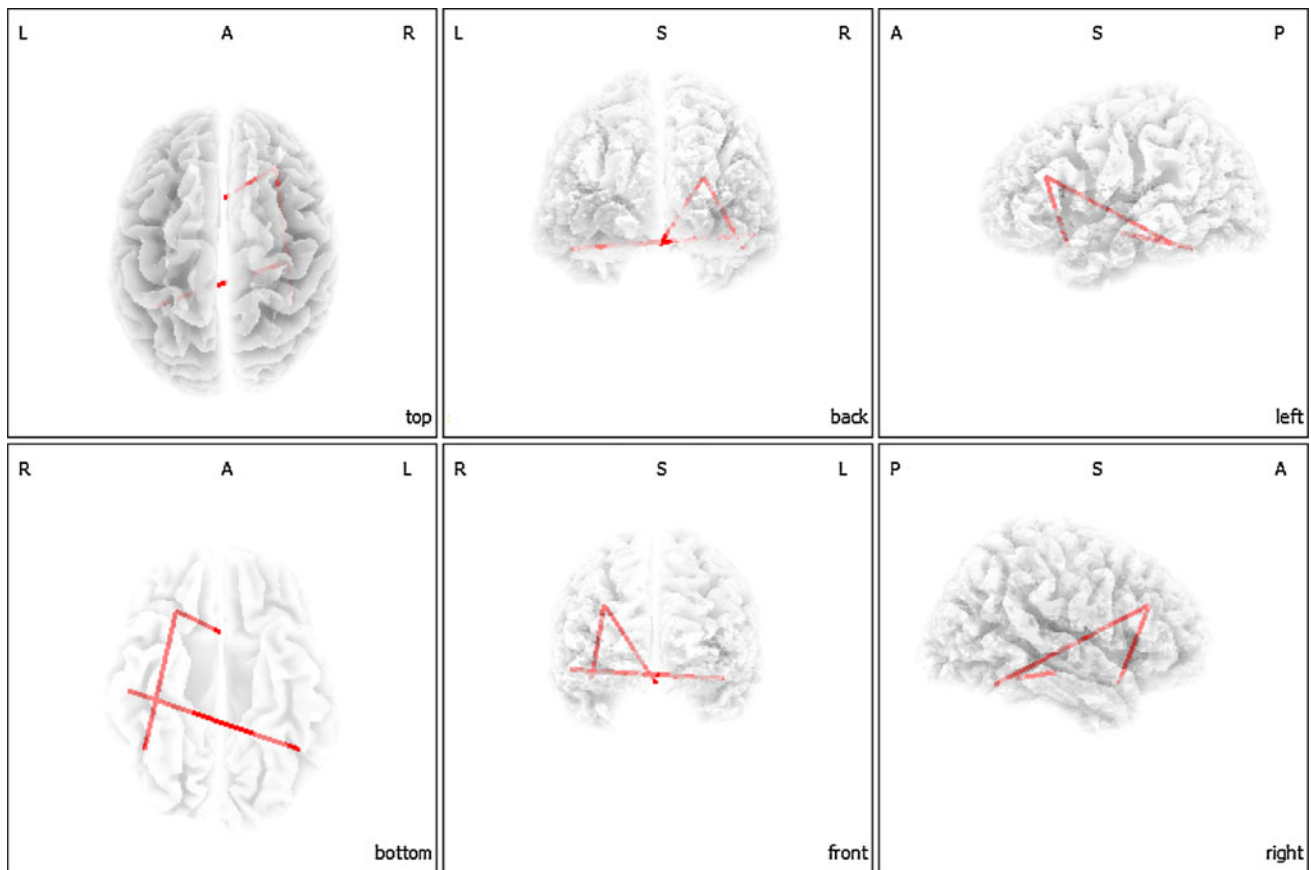 L A R
top
L S R
back
A S P
left
R A L
bottom
R S L
front
P S A
right